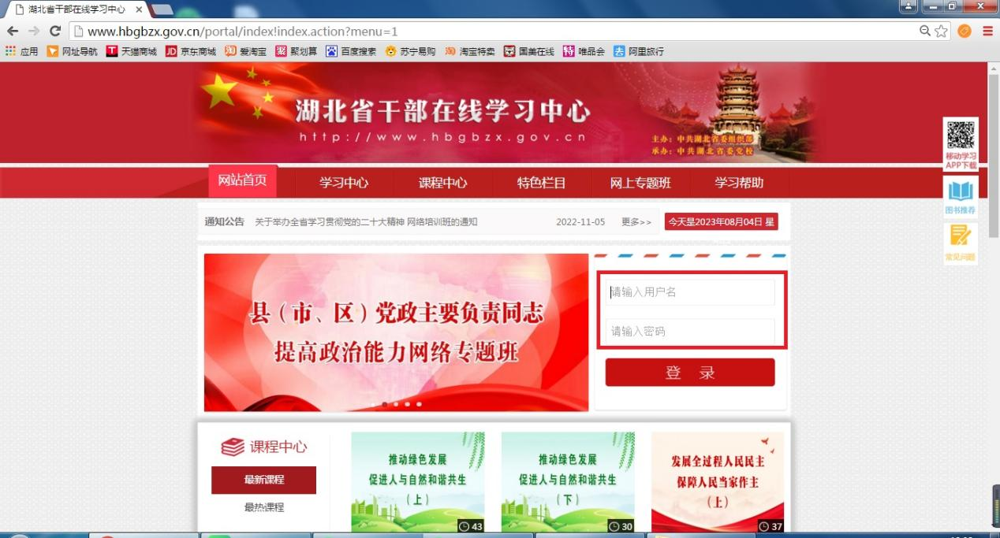 湖北省干部在线学习中心
www.hbgbzx.gov.cn/portal/index!index.action?menu=1
应用 网址导航 天猫商城 京东商城 爱淘宝 聚划算 百度搜索 苏宁易购 淘宝特卖 国美在线 唯品会 阿里旅行
湖北省干部在线学习中心
http://www.hbgbzx.gov.cn
主办：中共湖北省委组织部
承办：中共湖北省委党校
移动学习
APP下载
图书推荐
常见问题
网站首页 学习中心 课程中心 特色栏目 网上专题班 学习帮助
通知公告 关于举办全省学习贯彻党的二十大精神 网络培训班的通知 2022-11-05 更多>> 今天是2023年08月04日 星
县（市、区）党政主要负责同志
提高政治能力网络专题班
请输入用户名
请输入密码
登 录
课程中心
最新课程
最热课程
推动绿色发展
促进人与自然和谐共生
（上）
43
推动绿色发展
促进人与自然和谐共生
（下）
30
发展全过程人民民主
保障人民当家作主
（上）
37